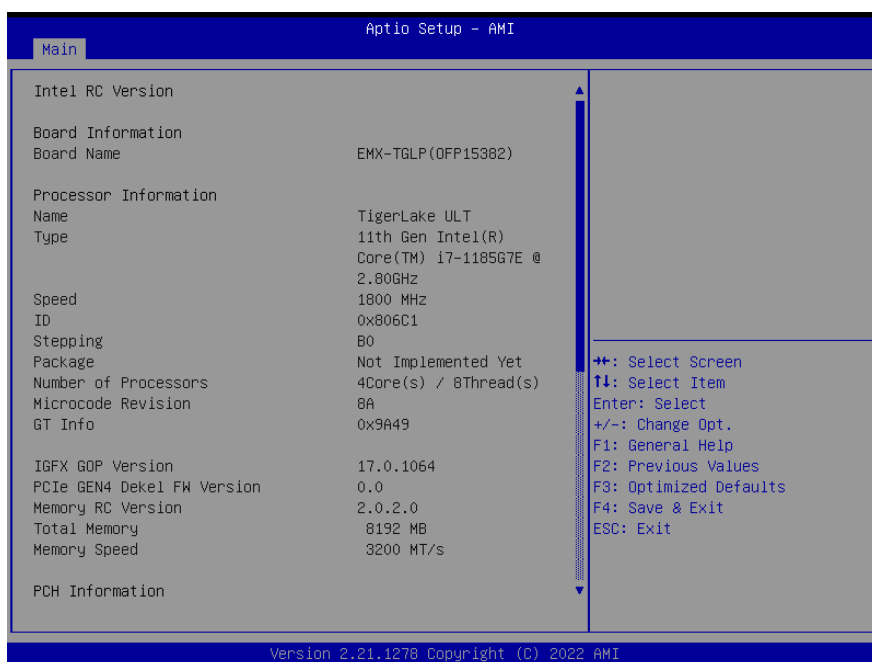 Aptio Setup – AMI
Main
Intel RC Version
Board Information
Board Name EMX-TGLP(OFP15382)
Processor Information
Name TigerLake ULT
Type 11th Gen Intel(R)
Core(TM) i7-1185G7E @
2.80GHz
Speed 1800 MHz
ID 0x806C1
Stepping B0
Package Not Implemented Yet
Number of Processors 4Core(s) / 8Thread(s)
Microcode Revision 8A
GT Info 0x9A49
IGFX GOP Version 17.0.1064
PCIe GEN4 Dekel FW Version 0.0
Memory RC Version 2.0.2.0
Total Memory 8192 MB
Memory Speed 3200 MT/s
PCH Information
→←: Select Screen
↑↓: Select Item
Enter: Select
+/-: Change Opt.
F1: General Help
F2: Previous Values
F3: Optimized Defaults
F4: Save & Exit
ESC: Exit
Version 2.21.1278 Copyright (C) 2022 AMI